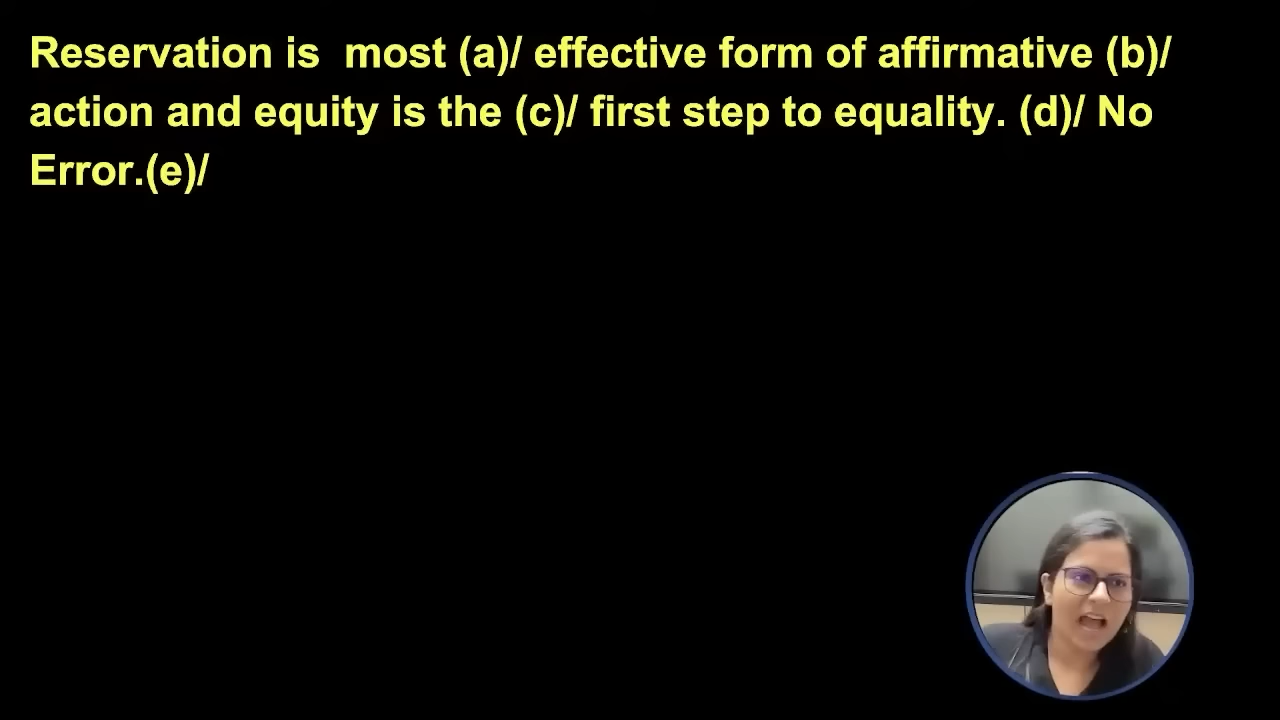 Reservation is  most (a)/ effective form of affirmative (b)/
action and equity is the (c)/ first step to equality. (d)/ No
Error.(e)/